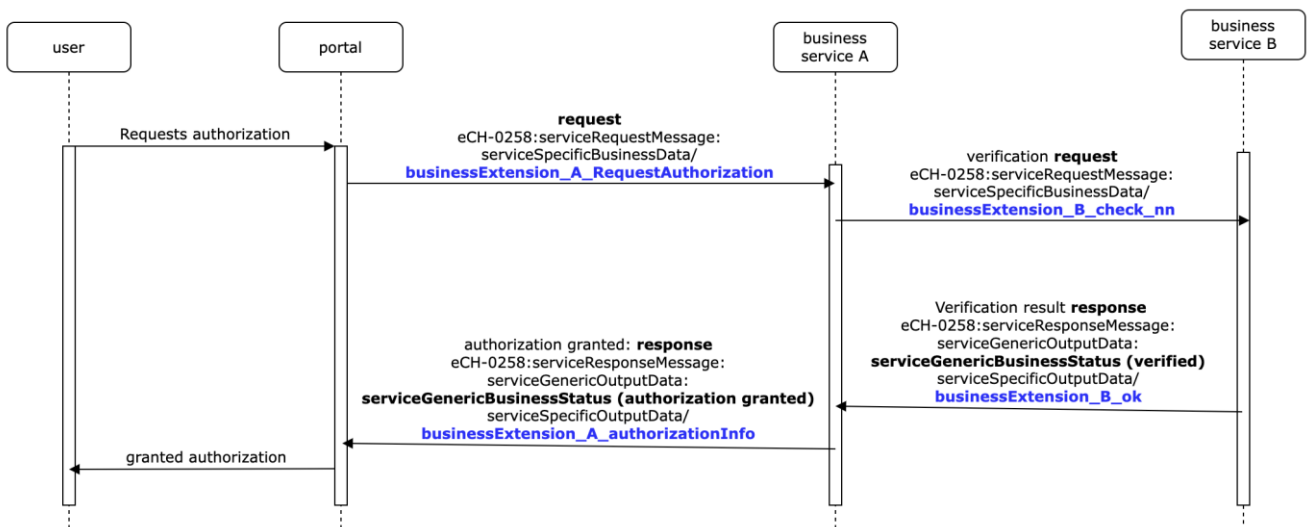 user
portal
business
service A
business
service B
Requests authorization
request
eCH-0258:serviceRequestMessage:
serviceSpecificBusinessData/
businessExtension_A_RequestAuthorization
verification request
eCH-0258:serviceRequestMessage:
serviceSpecificBusinessData/
businessExtension_B_check_nn
Verification result response
eCH-0258:serviceResponseMessage:
serviceGenericOutputData:
serviceGenericBusinessStatus (verified)
serviceSpecificOutputData/
businessExtension_B_ok
authorization granted: response
eCH-0258:serviceResponseMessage:
serviceGenericOutputData:
serviceGenericBusinessStatus (authorization granted)
serviceSpecificOutputData/
businessExtension_A_authorizationInfo
granted authorization